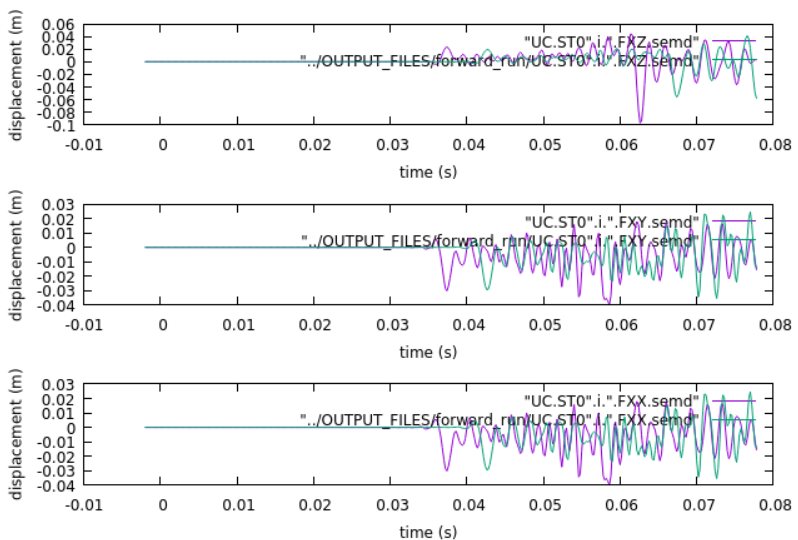 0.06
0.04
0.02
0
-0.02
-0.04
-0.06
-0.08
-0.1
displacement (m)
"UC.ST0".i.".FXZ.semd"
"../OUTPUT_FILES/forward_run/UC.ST0".i.".FXZ.semd"
-0.01 0 0.01 0.02 0.03 0.04 0.05 0.06 0.07 0.08
time (s)
0.03
0.02
0.01
0
-0.01
-0.02
-0.03
-0.04
displacement (m)
"UC.ST0".i.".FXY.semd"
"../OUTPUT_FILES/forward_run/UC.ST0".i.".FXY.semd"
-0.01 0 0.01 0.02 0.03 0.04 0.05 0.06 0.07 0.08
time (s)
0.03
0.02
0.01
0
-0.01
-0.02
-0.03
-0.04
displacement (m)
"UC.ST0".i.".FXX.semd"
"../OUTPUT_FILES/forward_run/UC.ST0".i.".FXX.semd"
-0.01 0 0.01 0.02 0.03 0.04 0.05 0.06 0.07 0.08
time (s)